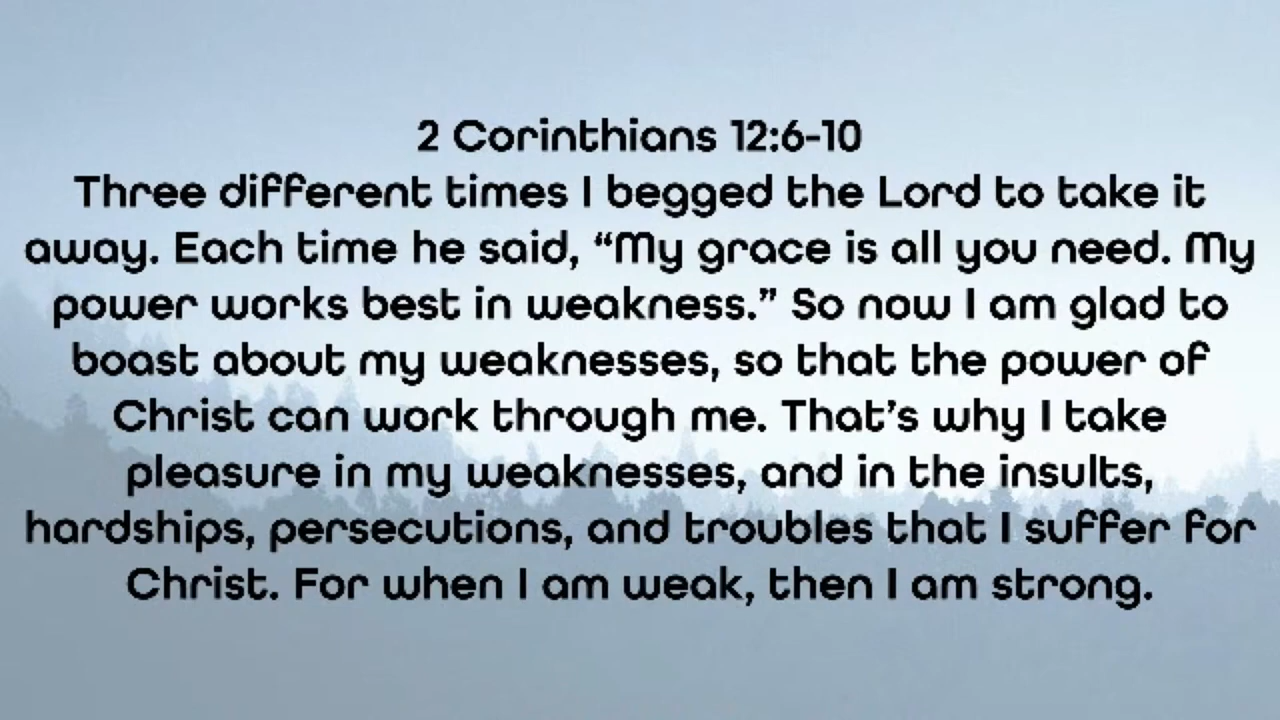 2 Corinthians 12:6-10
Three different times I begged the Lord to take it
away. Each time he said, “My grace is all you need. My
power works best in weakness.” So now I am glad to
boast about my weaknesses, so that the power of
Christ can work through me. That’s why I take
pleasure in my weaknesses, and in the insults,
hardships, persecutions, and troubles that I suffer for
Christ. For when I am weak, then I am strong.